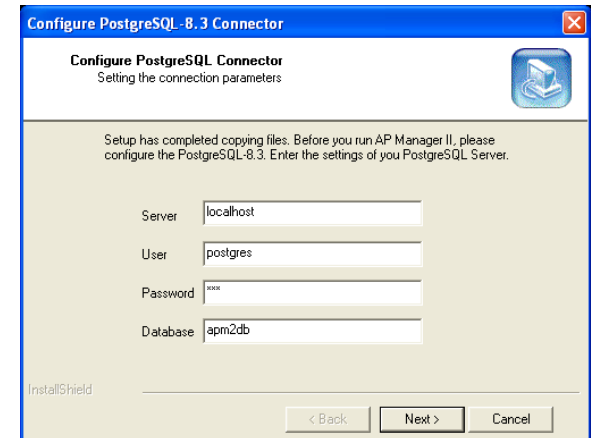 Configure PostgreSQL-8.3 Connector
Configure PostgreSQL Connector
Setting the connection parameters
Setup has completed copying files. Before you run AP Manager II, please
configure the PostgreSQL-8.3. Enter the settings of you PostgreSQL Server.
Server localhost
User postgres
Password ***
Database apm2db
InstallShield
< Back Next > Cancel